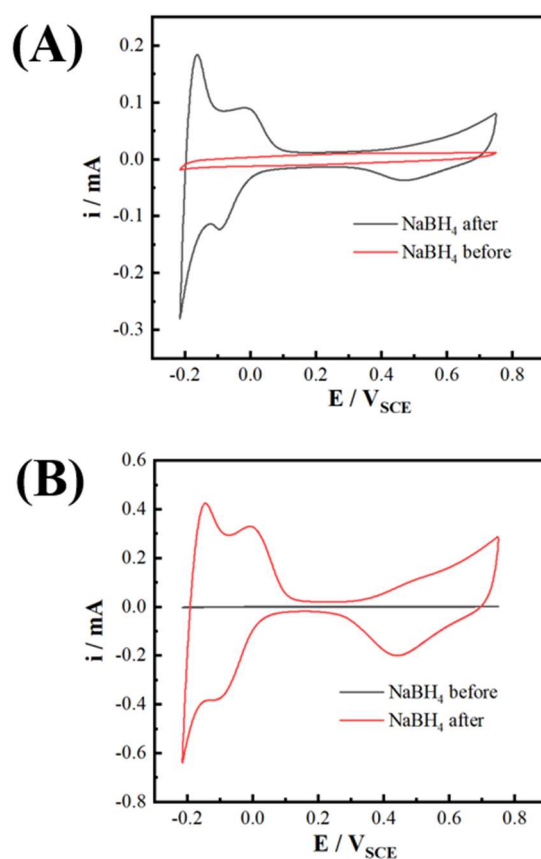 (A)
0.2
0.1
0.0
-0.1
-0.2
-0.3
i / mA
NaBH₄ after
NaBH₄ before
-0.2 0.0 0.2 0.4 0.6 0.8
E / V_SCE
(B)
0.6
0.4
0.2
0.0
-0.2
-0.4
-0.6
-0.8
i / mA
NaBH₄ before
NaBH₄ after
-0.2 0.0 0.2 0.4 0.6 0.8
E / V_SCE